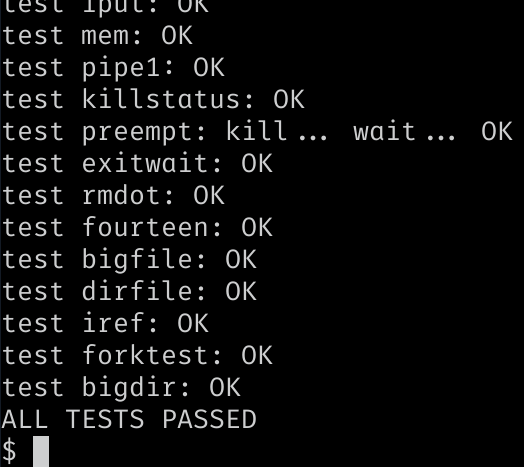 test iput: OK
test mem: OK
test pipe1: OK
test killstatus: OK
test preempt: kill... wait... OK
test exitwait: OK
test rmdot: OK
test fourteen: OK
test bigfile: OK
test dirfile: OK
test iref: OK
test forktest: OK
test bigdir: OK
ALL TESTS PASSED
$